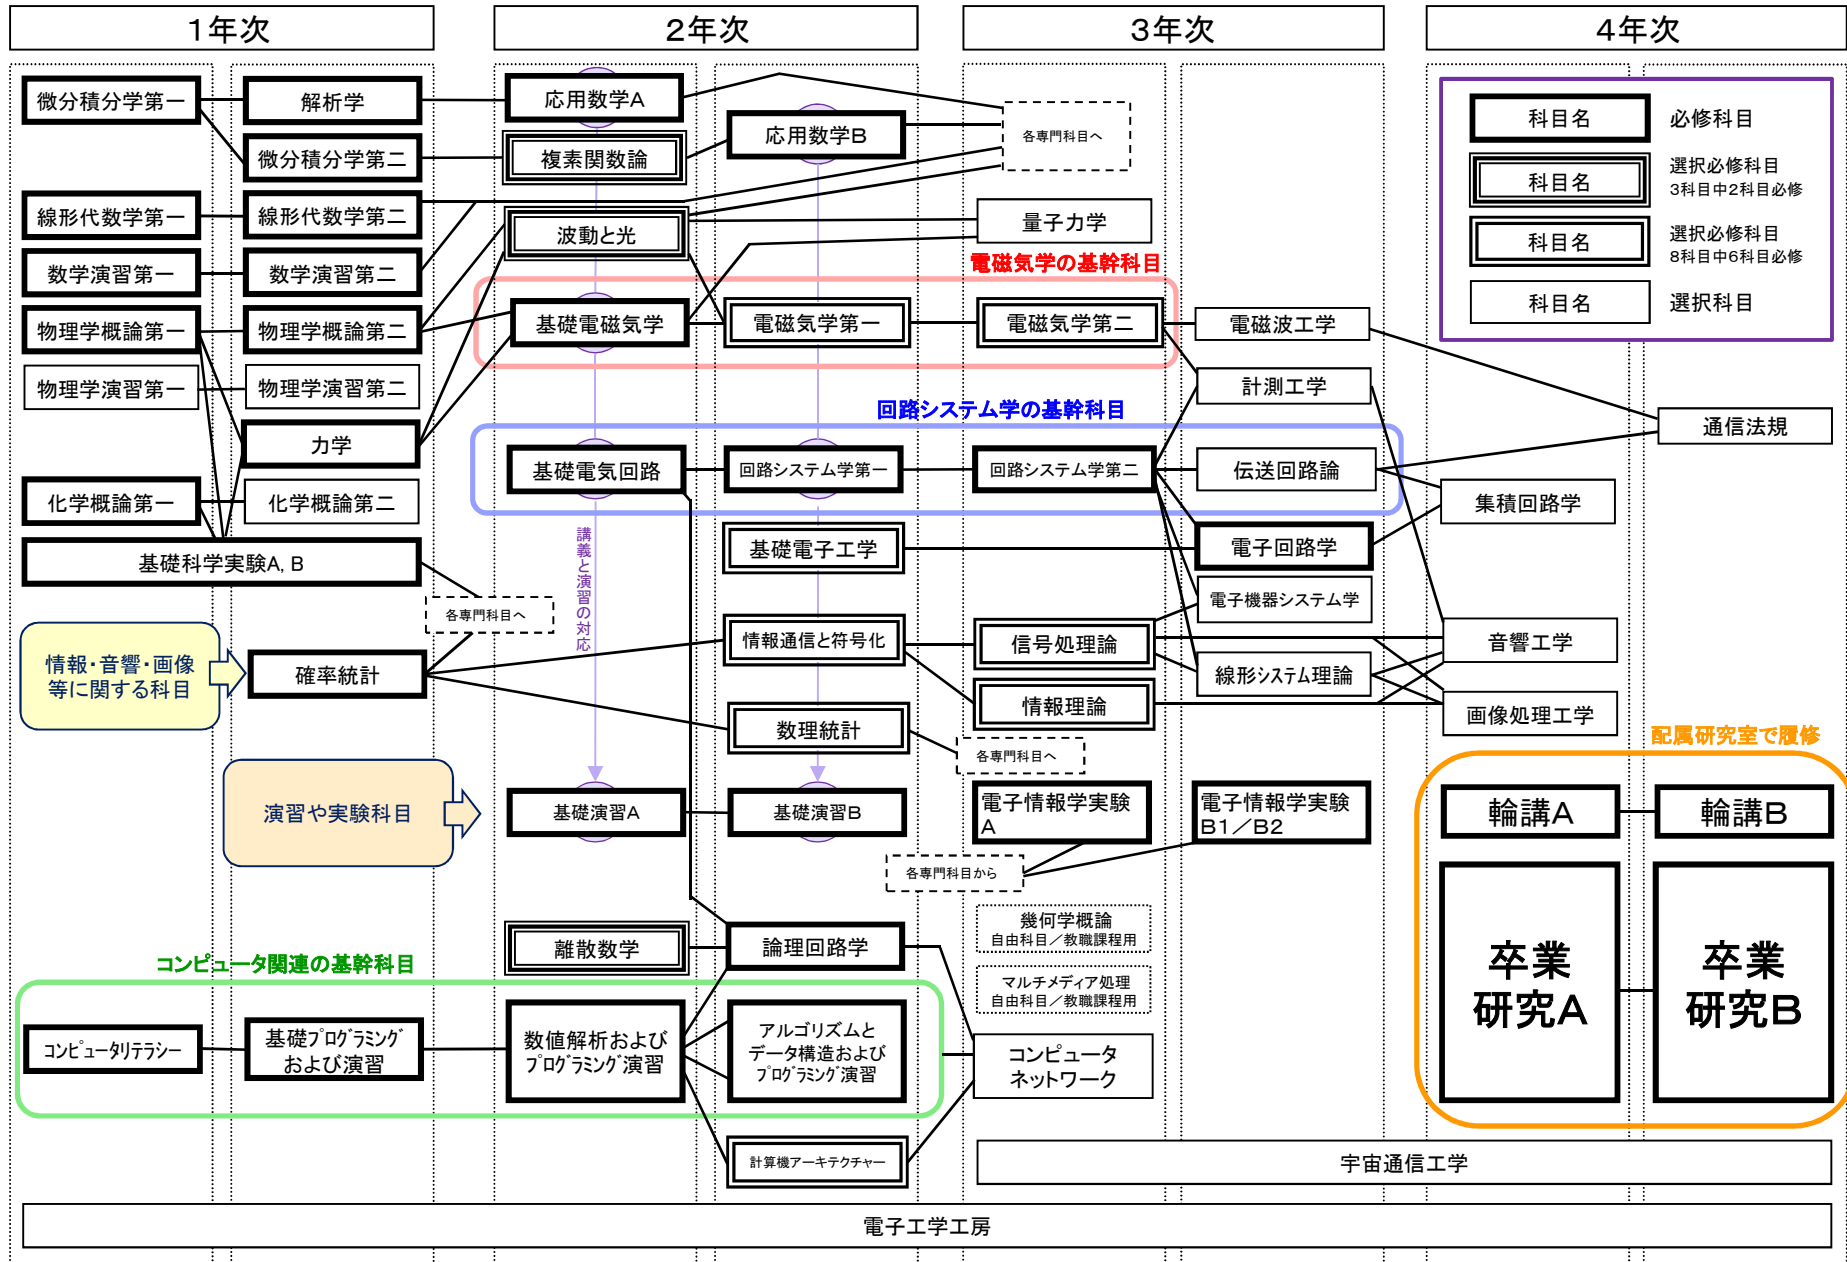 1年次
2年次
3年次
4年次
微分積分学第一
解析学
応用数学A
応用数学B
各専門科目へ
微分積分学第二
複素関数論
線形代数学第一
線形代数学第二
波動と光
量子力学
数学演習第一
数学演習第二
電磁気学の基幹科目
物理学概論第一
物理学概論第二
基礎電磁気学
電磁気学第一
電磁気学第二
電磁波工学
物理学演習第一
物理学演習第二
計測工学
回路システム学の基幹科目
通信法規
力学
基礎電気回路
回路システム学第一
回路システム学第二
伝送回路論
化学概論第一
化学概論第二
集積回路学
講義と演習の対応
基礎電子工学
電子回路学
基礎科学実験A, B
各専門科目へ
電子機器システム学
情報・音響・画像
等に関する科目
確率統計
情報通信と符号化
信号処理論
音響工学
線形システム理論
情報理論
画像処理工学
数理統計
各専門科目へ
配属研究室で履修
演習や実験科目
基礎演習A
基礎演習B
電子情報学実験
A
電子情報学実験
B1／B2
輪講A
輪講B
各専門科目から
幾何学概論
自由科目／教職課程用
離散数学
論理回路学
マルチメディア処理
自由科目／教職課程用
卒業
研究A
卒業
研究B
コンピュータ関連の基幹科目
コンピュータリテラシー
基礎プログラミング
および演習
数値解析および
プログラミング演習
アルゴリズムと
データ構造および
プログラミング演習
コンピュータ
ネットワーク
計算機アーキテクチャー
宇宙通信工学
電子工学工房
科目名
必修科目
科目名
選択必修科目
3科目中2科目必修
科目名
選択必修科目
8科目中6科目必修
科目名
選択科目